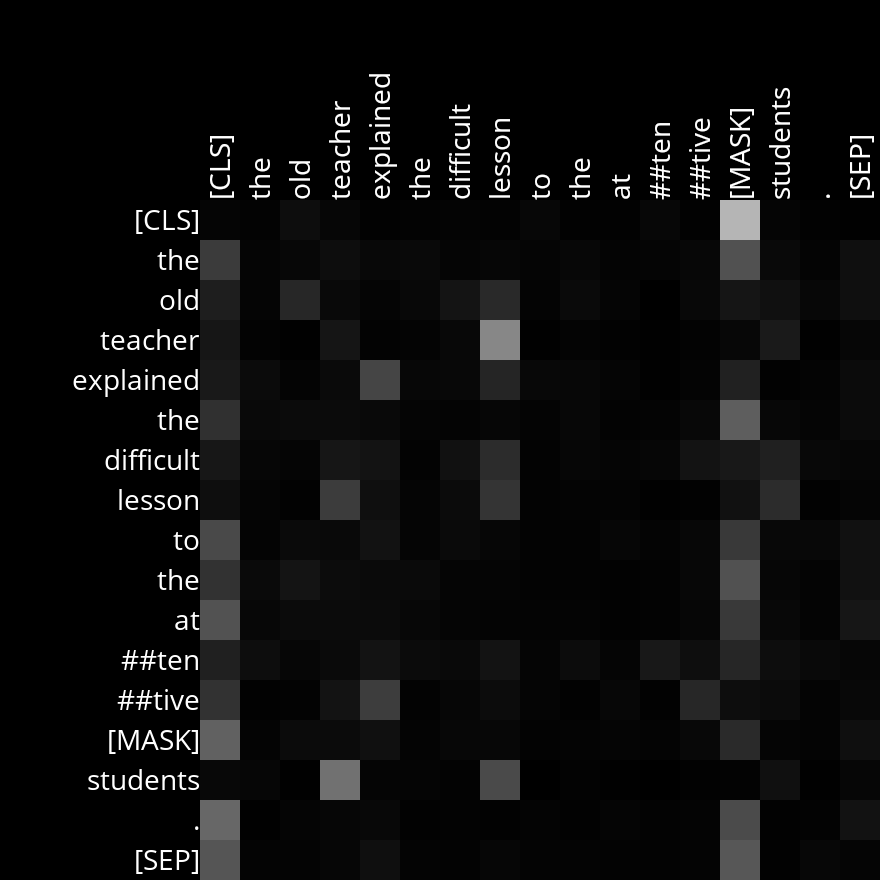 [CLS] the old teacher explained the difficult lesson to the at ##ten ##tive [MASK] students . [SEP]
[CLS]
the
old
teacher
explained
the
difficult
lesson
to
the
at
##ten
##tive
[MASK]
students
.
[SEP]